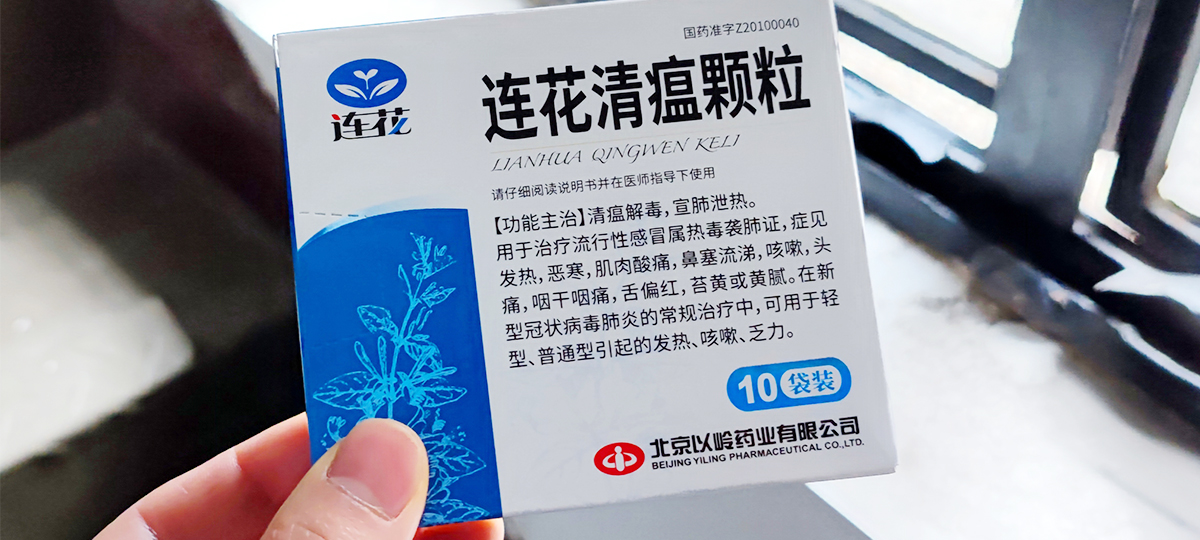 国药准字Z20100040
连花
连花清瘟颗粒
LIANHUA QINGWEN KELI
请仔细阅读说明书并在医师指导下使用
【功能主治】清瘟解毒，宣肺泄热。
用于治疗流行性感冒属热毒袭肺证，症见
发热，恶寒，肌肉酸痛，鼻塞流涕，咳嗽，头
痛，咽干咽痛，舌偏红，苔黄或黄腻。在新
型冠状病毒肺炎的常规治疗中，可用于轻
型、普通型引起的发热、咳嗽、乏力。
10袋装
北京以岭药业有限公司
BEIJING YILING PHARMACEUTICAL CO.,LTD.